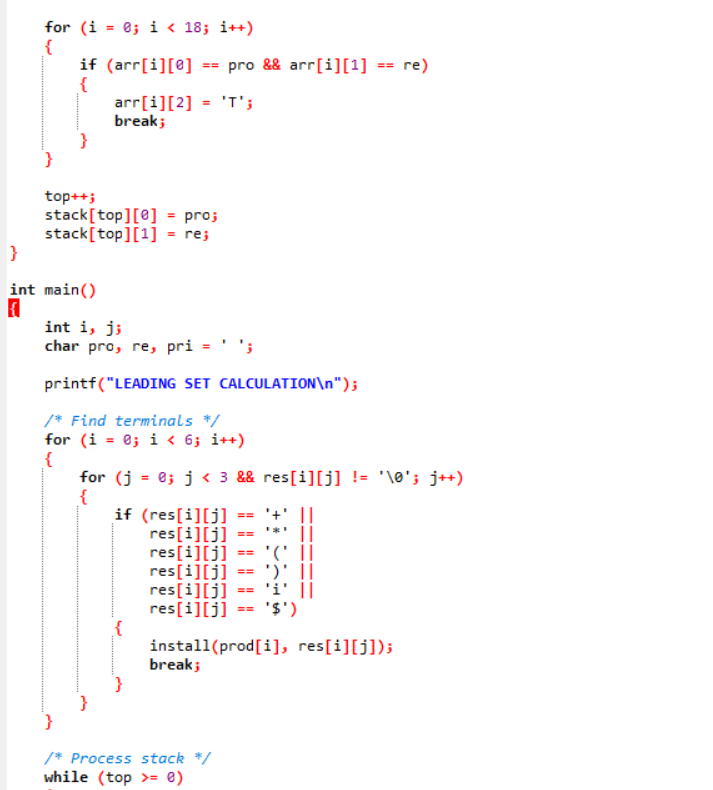 for (i = 0; i < 18; i++)
{
if (arr[i][0] == pro && arr[i][1] == re)
{
arr[i][2] = 'T';
break;
}
}
top++;
stack[top][0] = pro;
stack[top][1] = re;
}
int main()
{
int i, j;
char pro, re, pri = ' ';
printf("LEADING SET CALCULATION\n");
/* Find terminals */
for (i = 0; i < 6; i++)
{
for (j = 0; j < 3 && res[i][j] != '\0'; j++)
{
if (res[i][j] == '+' ||
res[i][j] == '*' ||
res[i][j] == '(' ||
res[i][j] == ')' ||
res[i][j] == 'i' ||
res[i][j] == '$')
{
install(prod[i], res[i][j]);
break;
}
}
}
/* Process stack */
while (top >= 0)